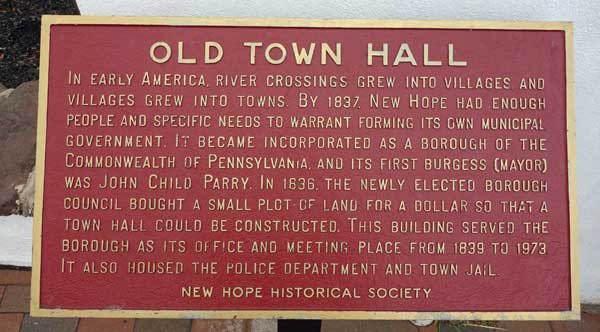 OLD TOWN HALL
IN EARLY AMERICA, RIVER CROSSINGS GREW INTO VILLAGES AND
VILLAGES GREW INTO TOWNS. BY 1837, NEW HOPE HAD ENOUGH
PEOPLE AND SPECIFIC NEEDS TO WARRANT FORMING ITS OWN MUNICIPAL
GOVERNMENT. IT BECAME INCORPORATED AS A BOROUGH OF THE
COMMONWEALTH OF PENNSYLVANIA, AND ITS FIRST BURGESS (MAYOR)
WAS JOHN CHILD PARRY. IN 1838, THE NEWLY ELECTED BOROUGH
COUNCIL BOUGHT A SMALL PLOT OF LAND FOR A DOLLAR SO THAT A
TOWN HALL COULD BE CONSTRUCTED. THIS BUILDING SERVED THE
BOROUGH AS ITS OFFICE AND MEETING PLACE FROM 1839 TO 1973.
IT ALSO HOUSED THE POLICE DEPARTMENT AND TOWN JAIL.
NEW HOPE HISTORICAL SOCIETY